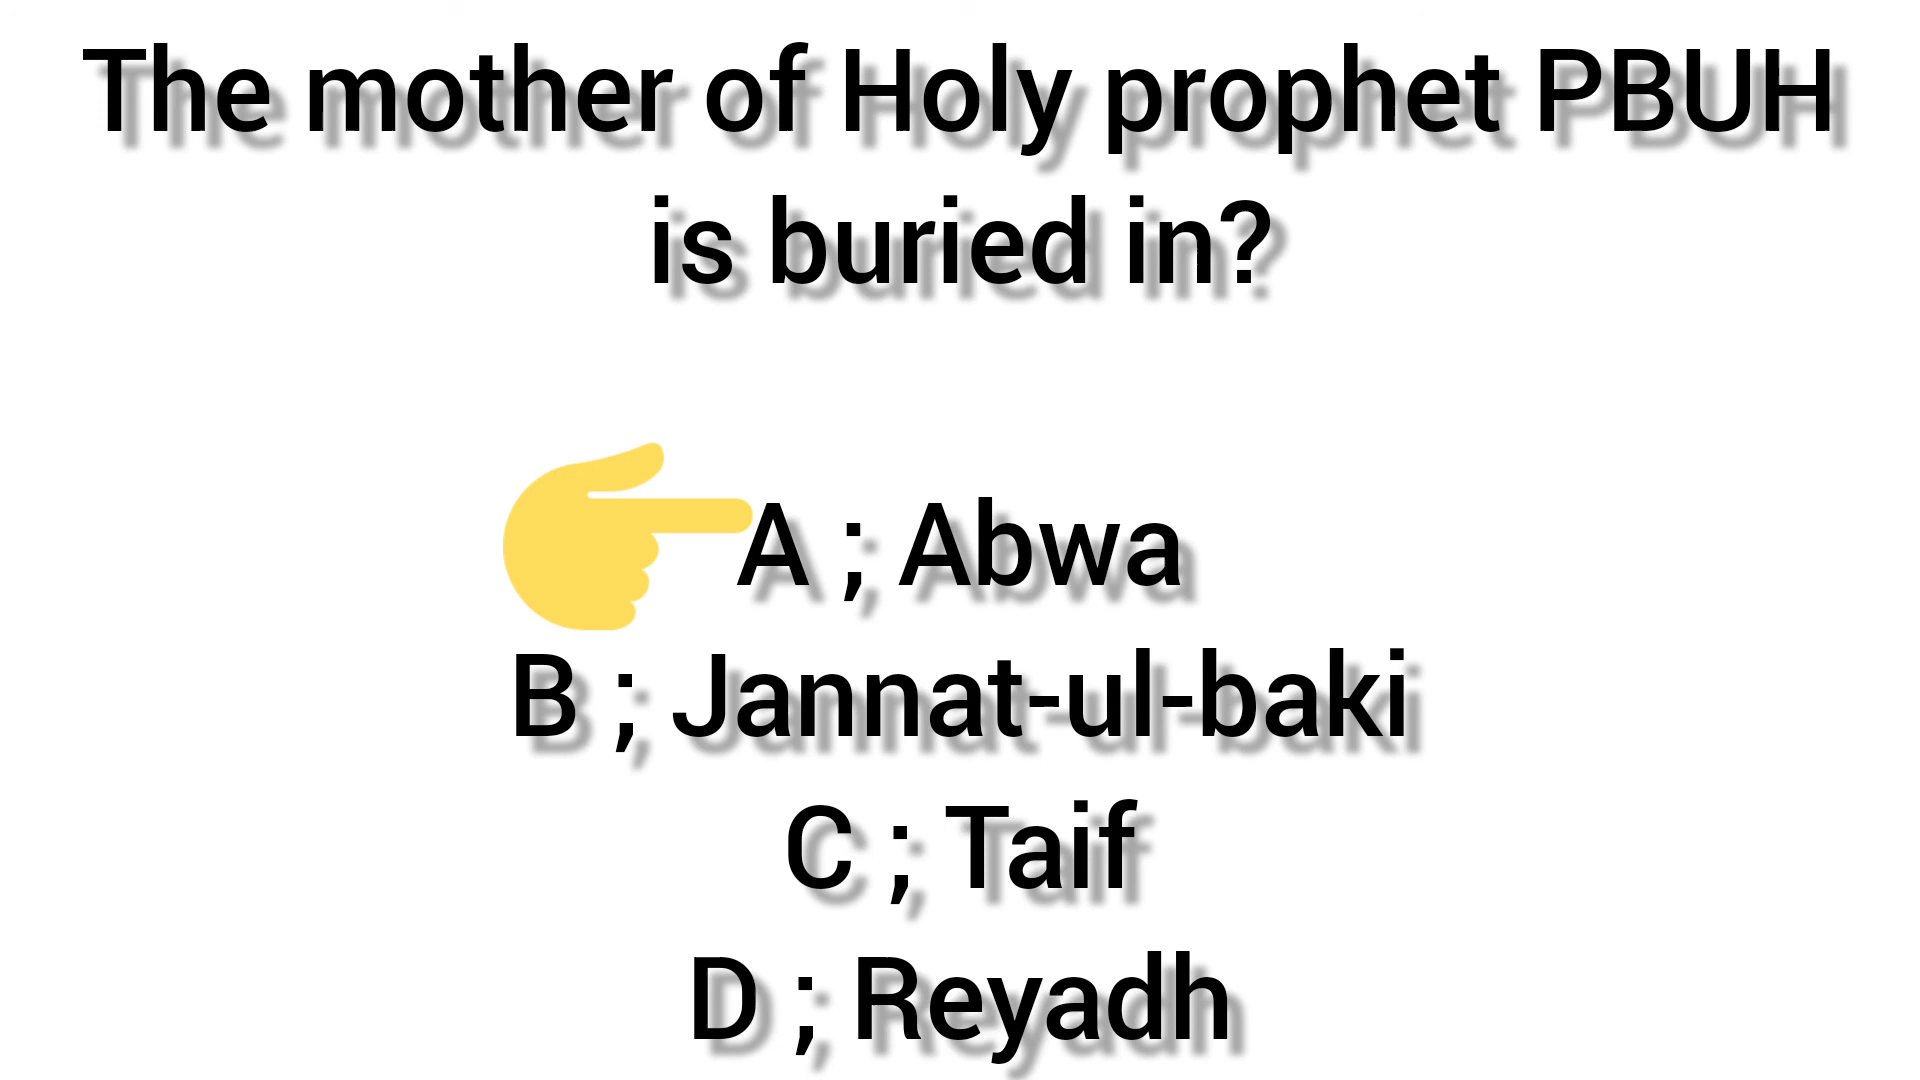 The mother of Holy prophet PBUH
is buried in?
A ; Abwa
B ; Jannat-ul-baki
C ; Taif
D ; Reyadh